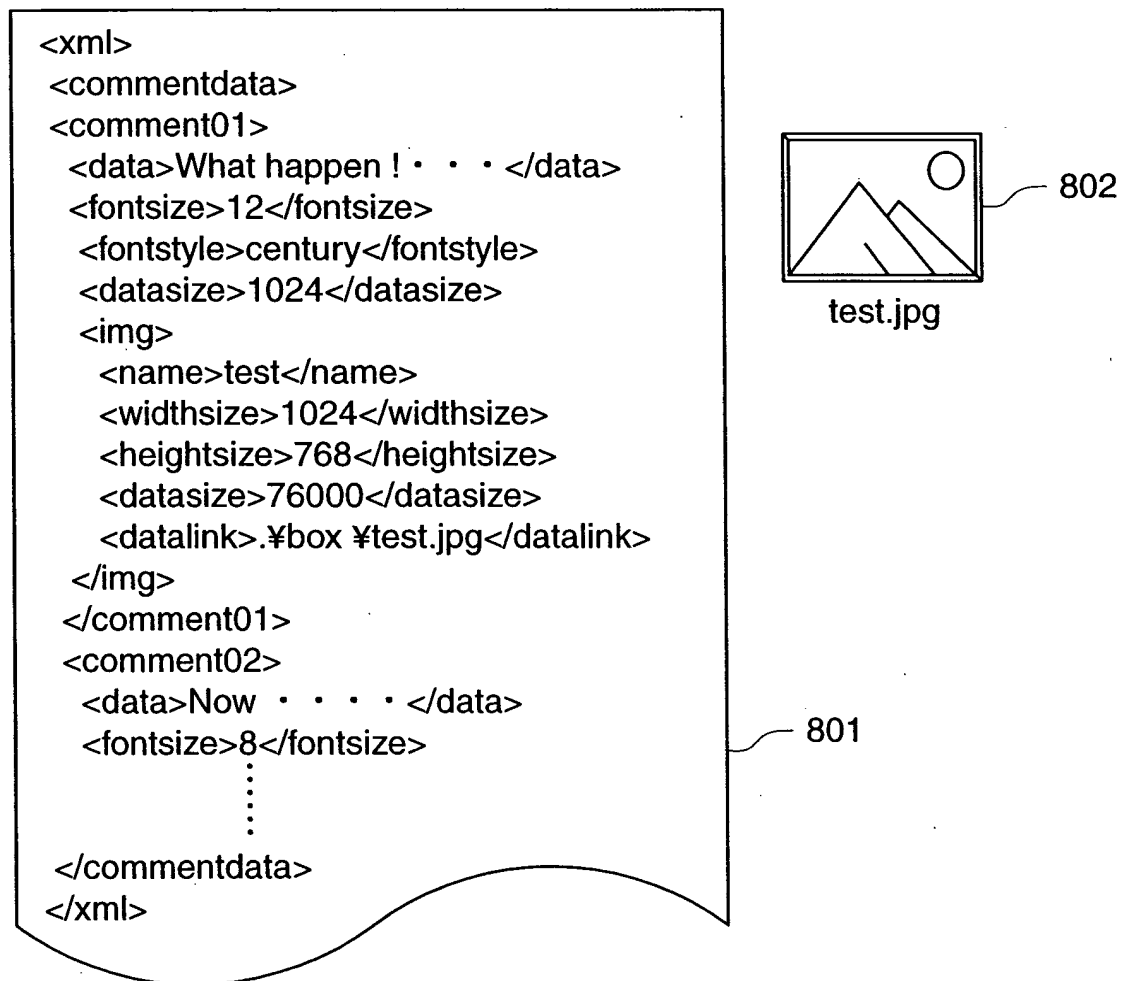 <xml>
<commentdata>
<comment01>
<data>What happen !・ ・ ・ </data>
<fontsize>12</fontsize>
<fontstyle>century</fontstyle>
<datasize>1024</datasize>
<img>
<name>test</name>
<widthsize>1024</widthsize>
<heightsize>768</heightsize>
<datasize>76000</datasize>
<datalink>.¥box ¥test.jpg</datalink>
</img>
</comment01>
<comment02>
<data>Now ・ ・ ・ ・ </data>
<fontsize>8</fontsize>
</commentdata>
</xml>
801
802
test.jpg